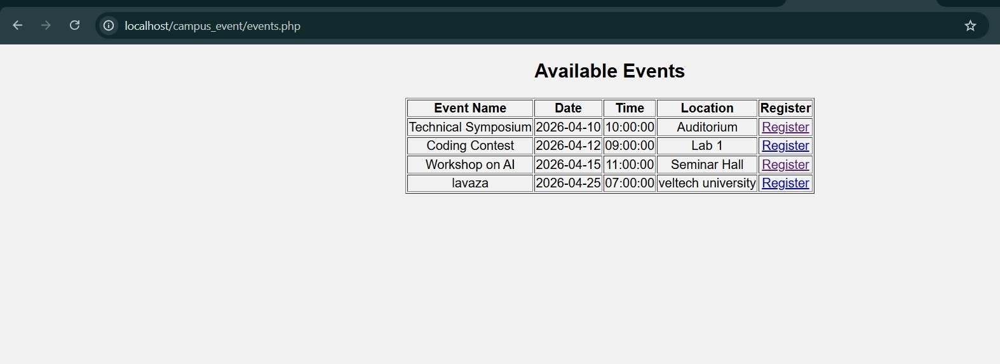 localhost/campus_event/events.php
Available Events
Event Name Date Time Location Register
Technical Symposium 2026-04-10 10:00:00 Auditorium Register
Coding Contest 2026-04-12 09:00:00 Lab 1 Register
Workshop on AI 2026-04-15 11:00:00 Seminar Hall Register
lavaza 2026-04-25 07:00:00 veltech university Register